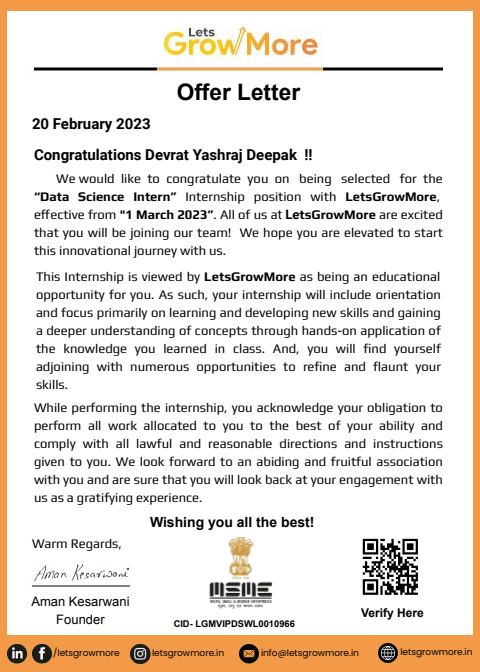 Lets
GrowMore
Offer Letter
20 February 2023
Congratulations Devrat Yashraj Deepak !!
We would like to congratulate you on being selected for the
“Data Science Intern” Internship position with LetsGrowMore,
effective from "1 March 2023”. All of us at LetsGrowMore are excited
that you will be joining our team! We hope you are elevated to start
this innovational journey with us.
This Internship is viewed by LetsGrowMore as being an educational
opportunity for you. As such, your internship will include orientation
and focus primarily on learning and developing new skills and gaining
a deeper understanding of concepts through hands-on application of
the knowledge you learned in class. And, you will find yourself
adjoining with numerous opportunities to refine and flaunt your
skills.
While performing the internship, you acknowledge your obligation to
perform all work allocated to you to the best of your ability and
comply with all lawful and reasonable directions and instructions
given to you. We look forward to an abiding and fruitful association
with you and are sure that you will look back at your engagement with
us as a gratifying experience.
Wishing you all the best!
Warm Regards,
Aman Kesarwani
Aman Kesarwani
Founder
MSME
CID- LGMVIPDSWL0010966
Verify Here
/letsgrowmore
letsgrowmore.in
info@letsgrowmore.in
letsgrowmore.in